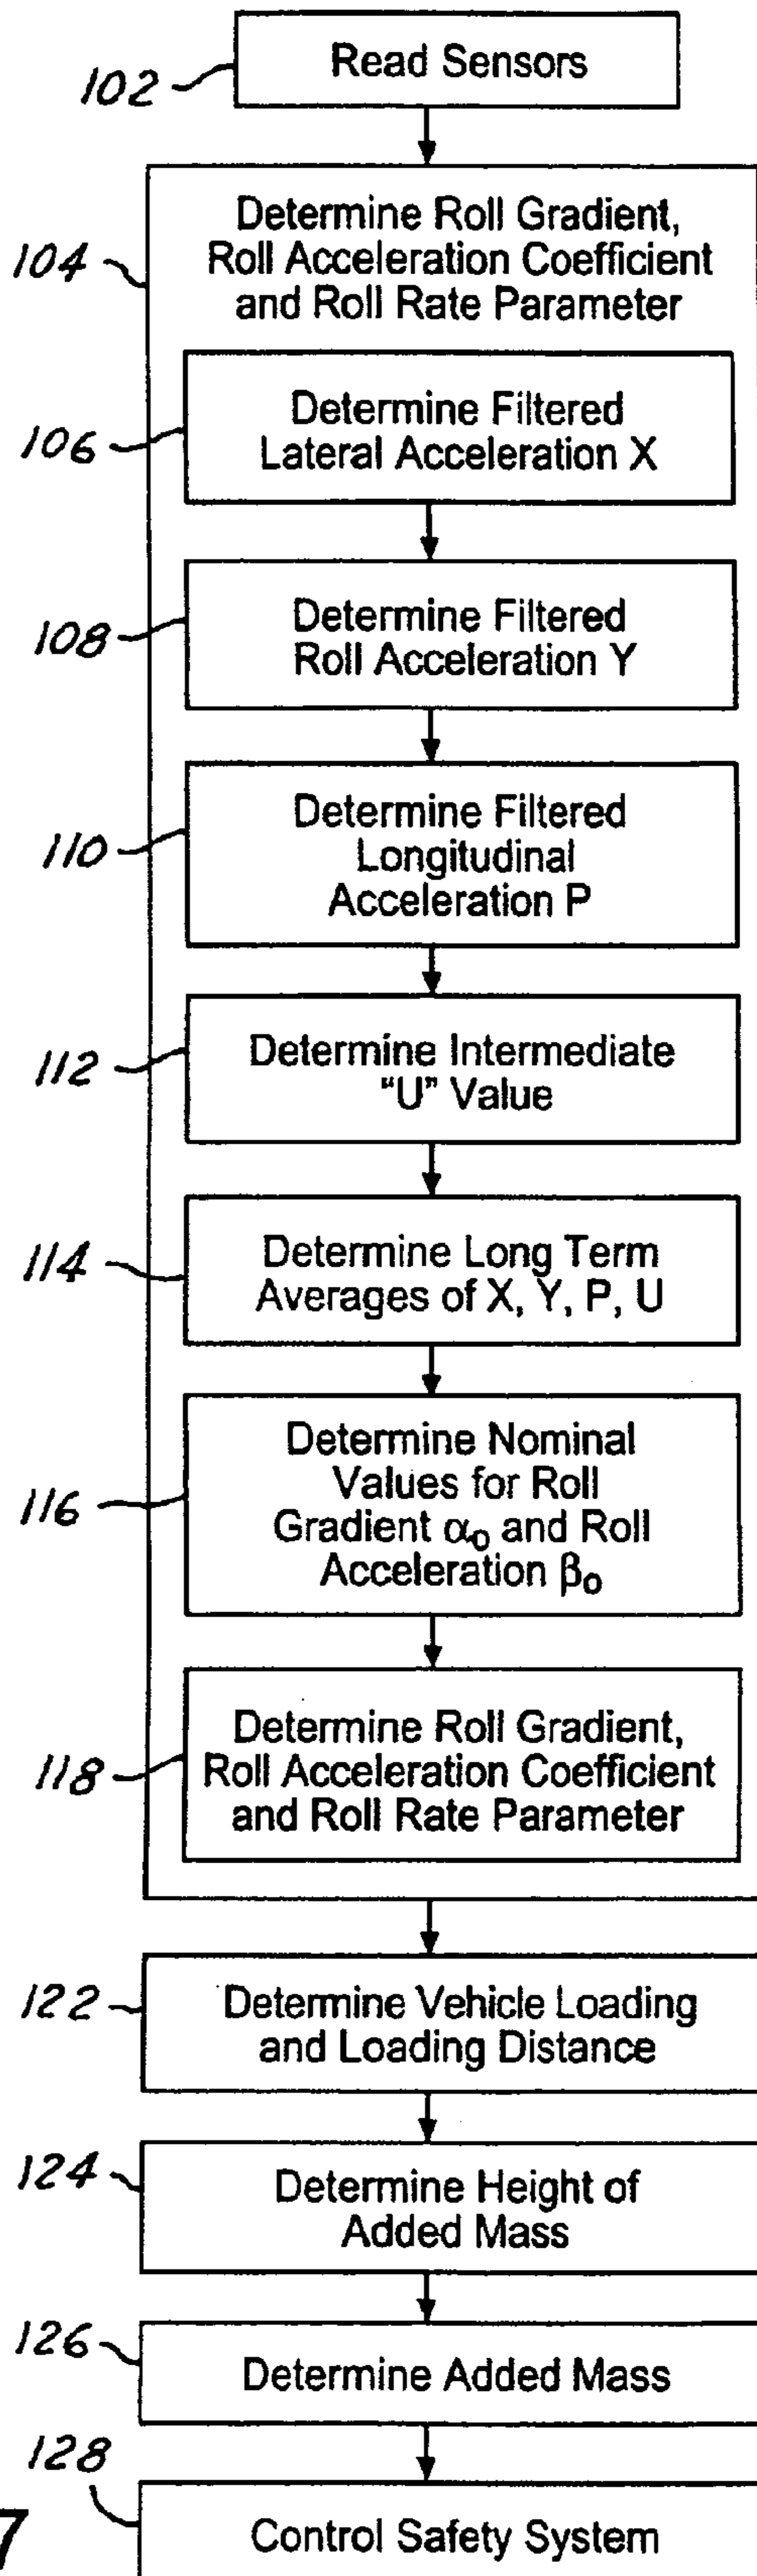 102
Read Sensors
104
Determine Roll Gradient,
Roll Acceleration Coefficient
and Roll Rate Parameter
106
Determine Filtered
Lateral Acceleration X
108
Determine Filtered
Roll Acceleration Y
110
Determine Filtered
Longitudinal
Acceleration P
112
Determine Intermediate
“U” Value
114
Determine Long Term
Averages of X, Y, P, U
116
Determine Nominal
Values for Roll
Gradient α₀ and Roll
Acceleration β₀
118
Determine Roll Gradient,
Roll Acceleration Coefficient
and Roll Rate Parameter
122
Determine Vehicle Loading
and Loading Distance
124
Determine Height of
Added Mass
126
Determine Added Mass
128
Control Safety System
7